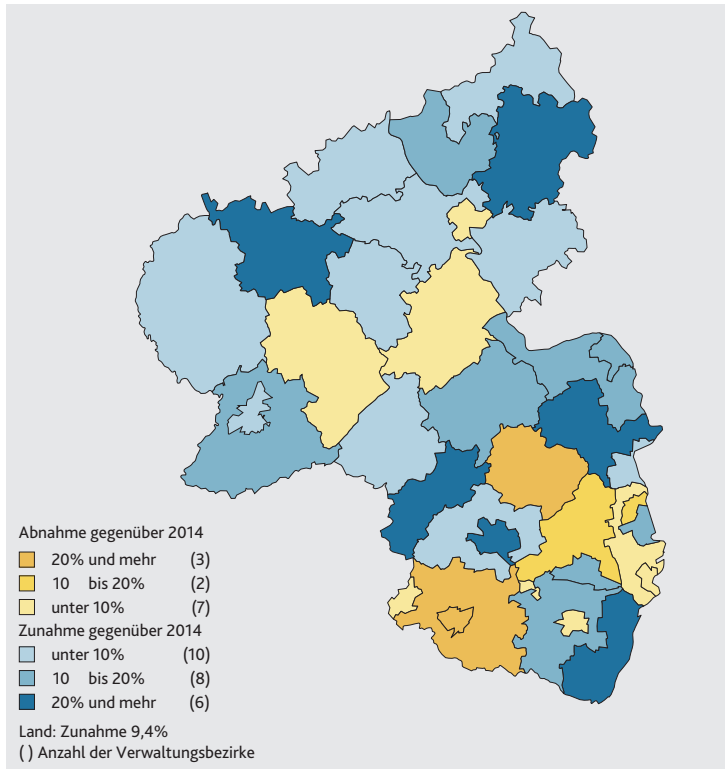 Abnahme gegenüber 2014
20% und mehr (3)
10 bis 20% (2)
unter 10% (7)
Zunahme gegenüber 2014
unter 10% (10)
10 bis 20% (8)
20% und mehr (6)
Land: Zunahme 9,4%
( ) Anzahl der Verwaltungsbezirke